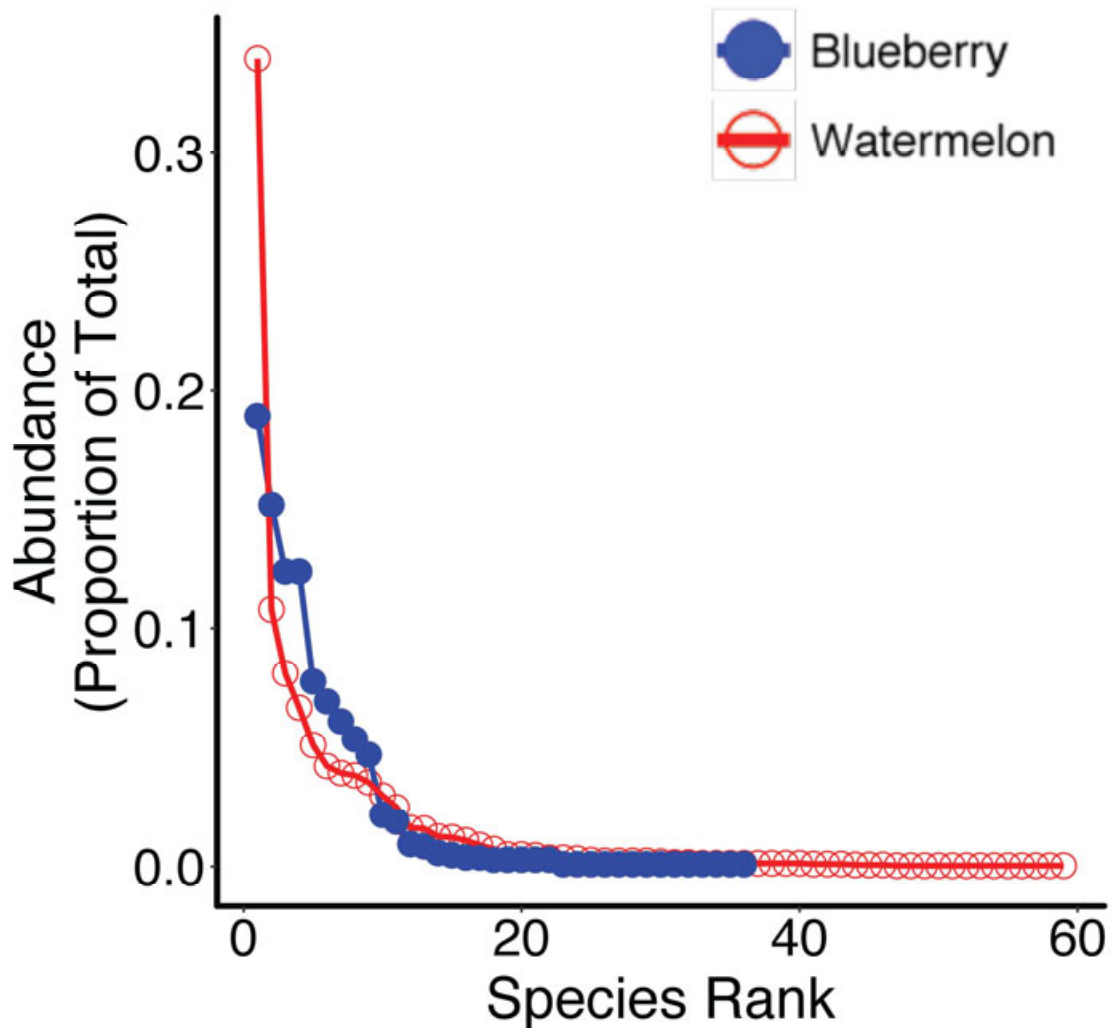 Blueberry
Watermelon
0.3
0.2
0.1
0.0
Abundance
(Proportion of Total)
0
20
40
60
Species Rank